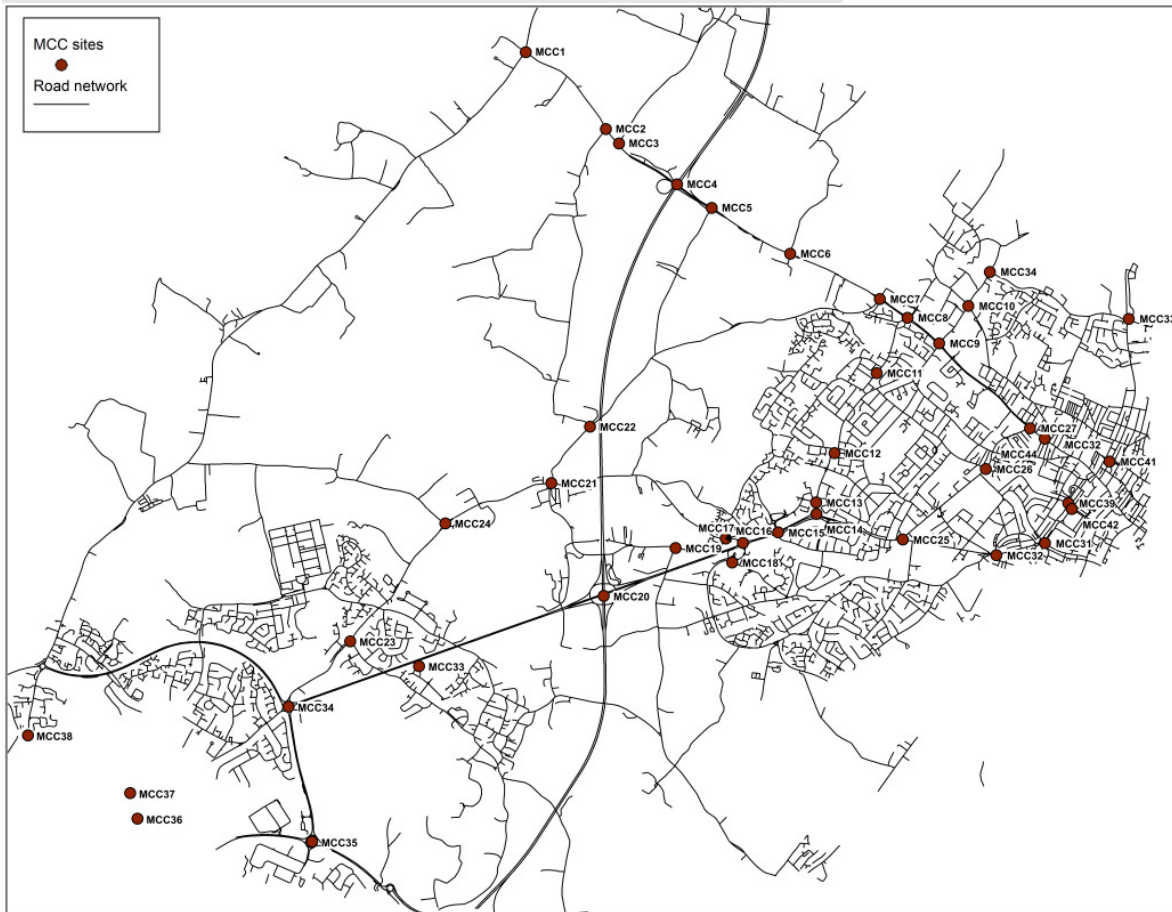 MCC sites
Road network
MCC1
MCC2
MCC3
MCC4
MCC5
MCC6
MCC34
MCC7
MCC10
MCC8
MCC33
MCC9
MCC11
MCC22
MCC27
MCC32
MCC12
MCC44
MCC41
MCC26
MCC21
MCC39
MCC42
MCC13
MCC14
MCC24
MCC17
MCC16
MCC15
MCC25
MCC31
MCC19
MCC32
MCC18
MCC20
MCC23
MCC33
MCC34
MCC38
MCC37
MCC36
MCC35